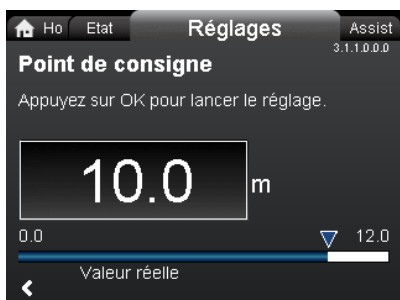 Ho Etat Réglages Assist
3.1.1.0.0.0
Point de consigne
Appuyez sur OK pour lancer le réglage.
10.0 m
0.0 12.0
Valeur réelle